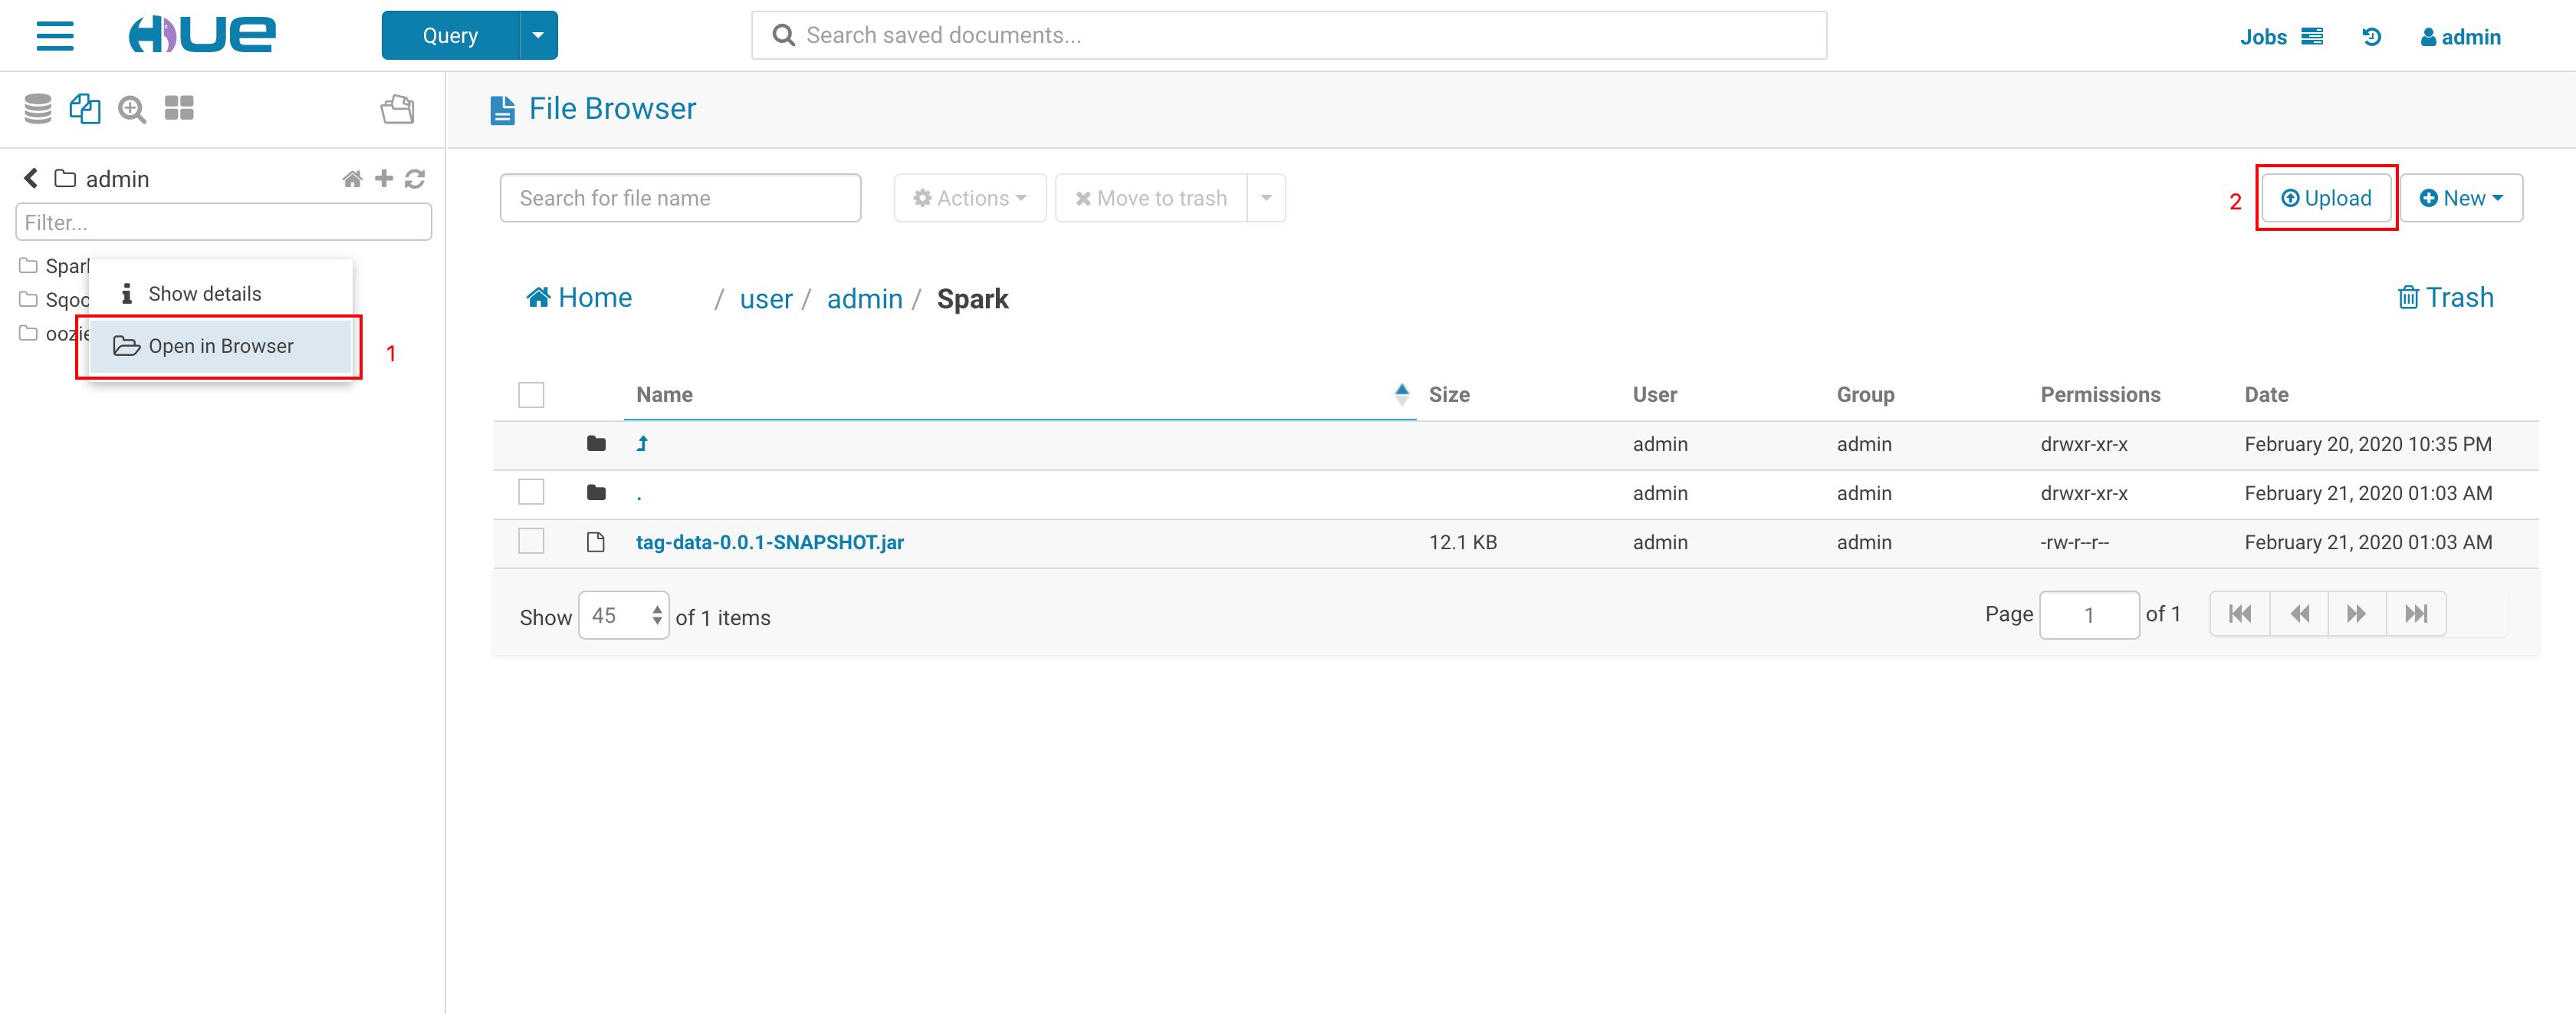 HUE
Query
Search saved documents...
Jobs
admin
File Browser
admin
Filter...
Spark
Sqoo
oozie
Show details
Open in Browser
1
Search for file name
Actions
Move to trash
2
Upload
New
Home / user / admin / Spark
Trash
Name Size User Group Permissions Date
admin admin drwxr-xr-x February 20, 2020 10:35 PM
. admin admin drwxr-xr-x February 21, 2020 01:03 AM
tag-data-0.0.1-SNAPSHOT.jar 12.1 KB admin admin -rw-r--r-- February 21, 2020 01:03 AM
Show 45 of 1 items
Page 1 of 1